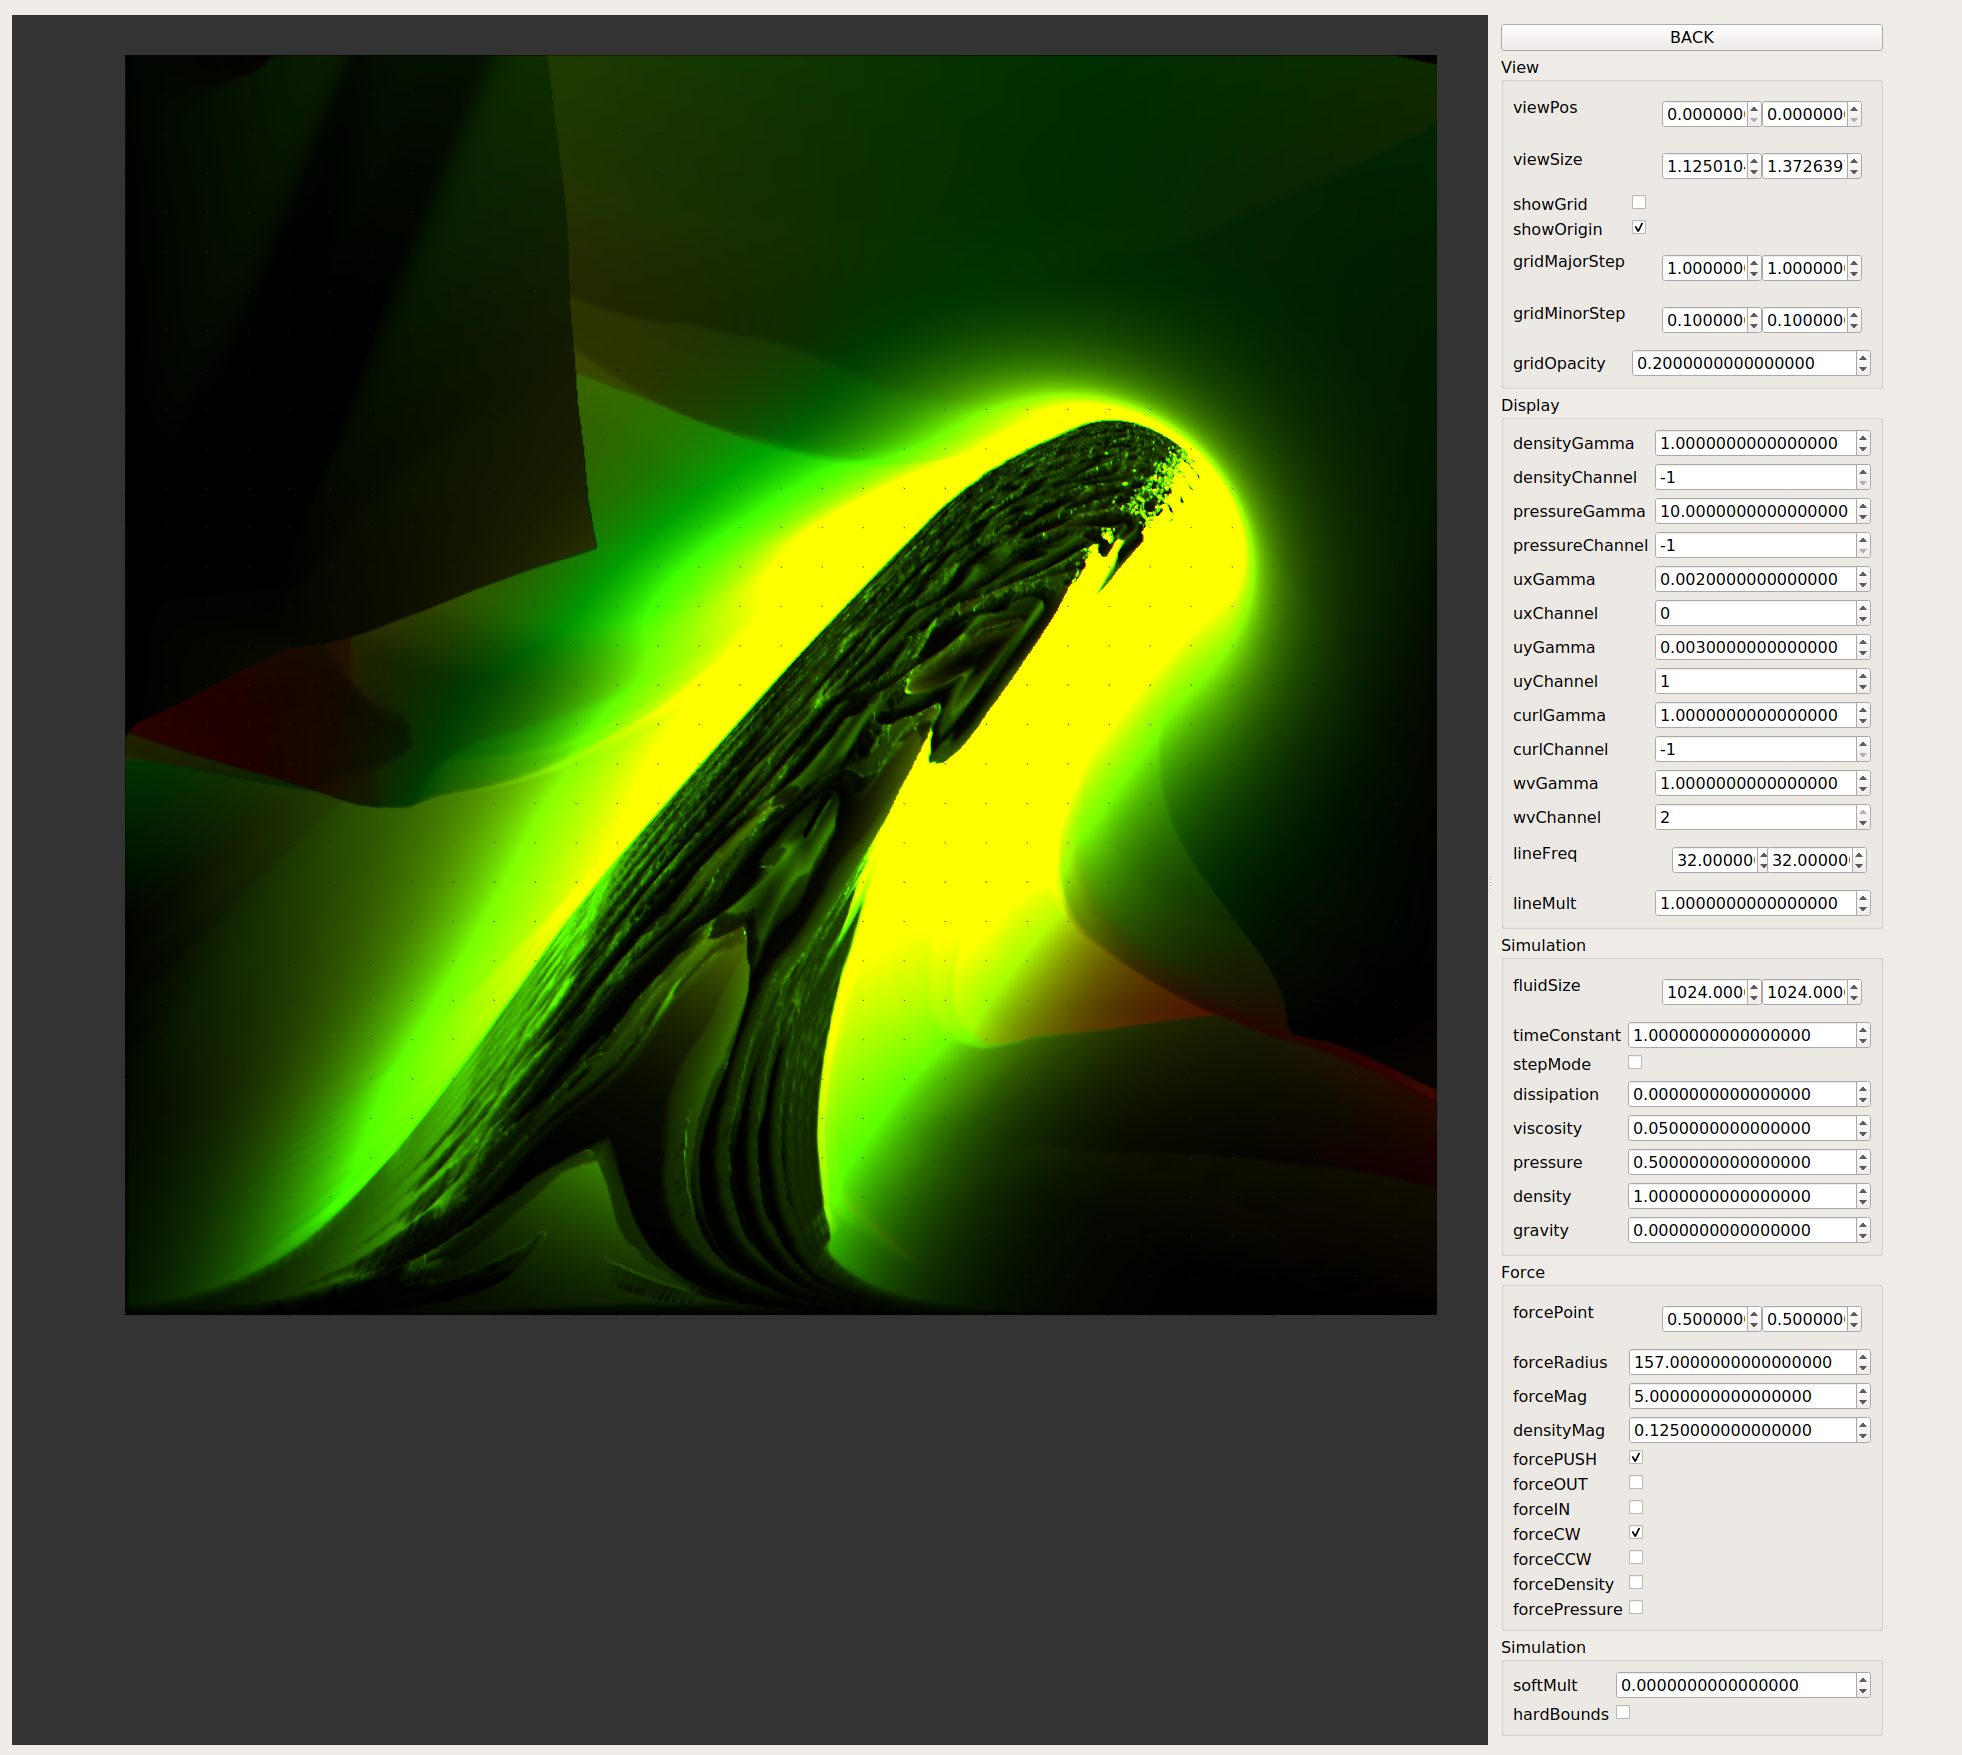 BACK
View
viewPos 0.000000 0.000000
viewSize 1.125010 1.372639
showGrid
showOrigin
gridMajorStep 1.000000 1.000000
gridMinorStep 0.100000 0.100000
gridOpacity 0.2000000000000000
Display
densityGamma 1.0000000000000000
densityChannel -1
pressureGamma 10.0000000000000000
pressureChannel -1
uxGamma 0.0020000000000000
uxChannel 0
uyGamma 0.0030000000000000
uyChannel 1
curlGamma 1.0000000000000000
curlChannel -1
wvGamma 1.0000000000000000
wvChannel 2
lineFreq 32.00000 32.00000
lineMult 1.0000000000000000
Simulation
fluidSize 1024.000 1024.000
timeConstant 1.0000000000000000
stepMode
dissipation 0.0000000000000000
viscosity 0.0500000000000000
pressure 0.5000000000000000
density 1.0000000000000000
gravity 0.0000000000000000
Force
forcePoint 0.500000 0.500000
forceRadius 157.0000000000000000
forceMag 5.0000000000000000
densityMag 0.1250000000000000
forcePUSH
forceOUT
forceIN
forceCW
forceCCW
forceDensity
forcePressure
Simulation
softMult 0.0000000000000000
hardBounds